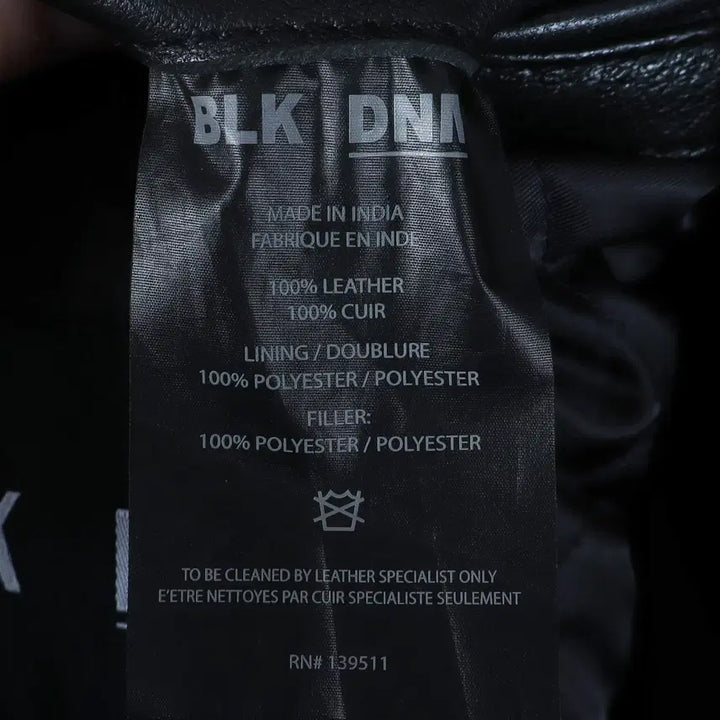 BLK DNA
MADE IN INDIA
FABRIQUE EN INDE
100% LEATHER
100% CUIR
LINING / DOUBLURE
100% POLYESTER / POLYESTER
FILLER:
100% POLYESTER / POLYESTER
TO BE CLEANED BY LEATHER SPECIALIST ONLY
E'ETRE NETTOYES PAR CUIR SPECIALISTE SEULEMENT
RN# 139511